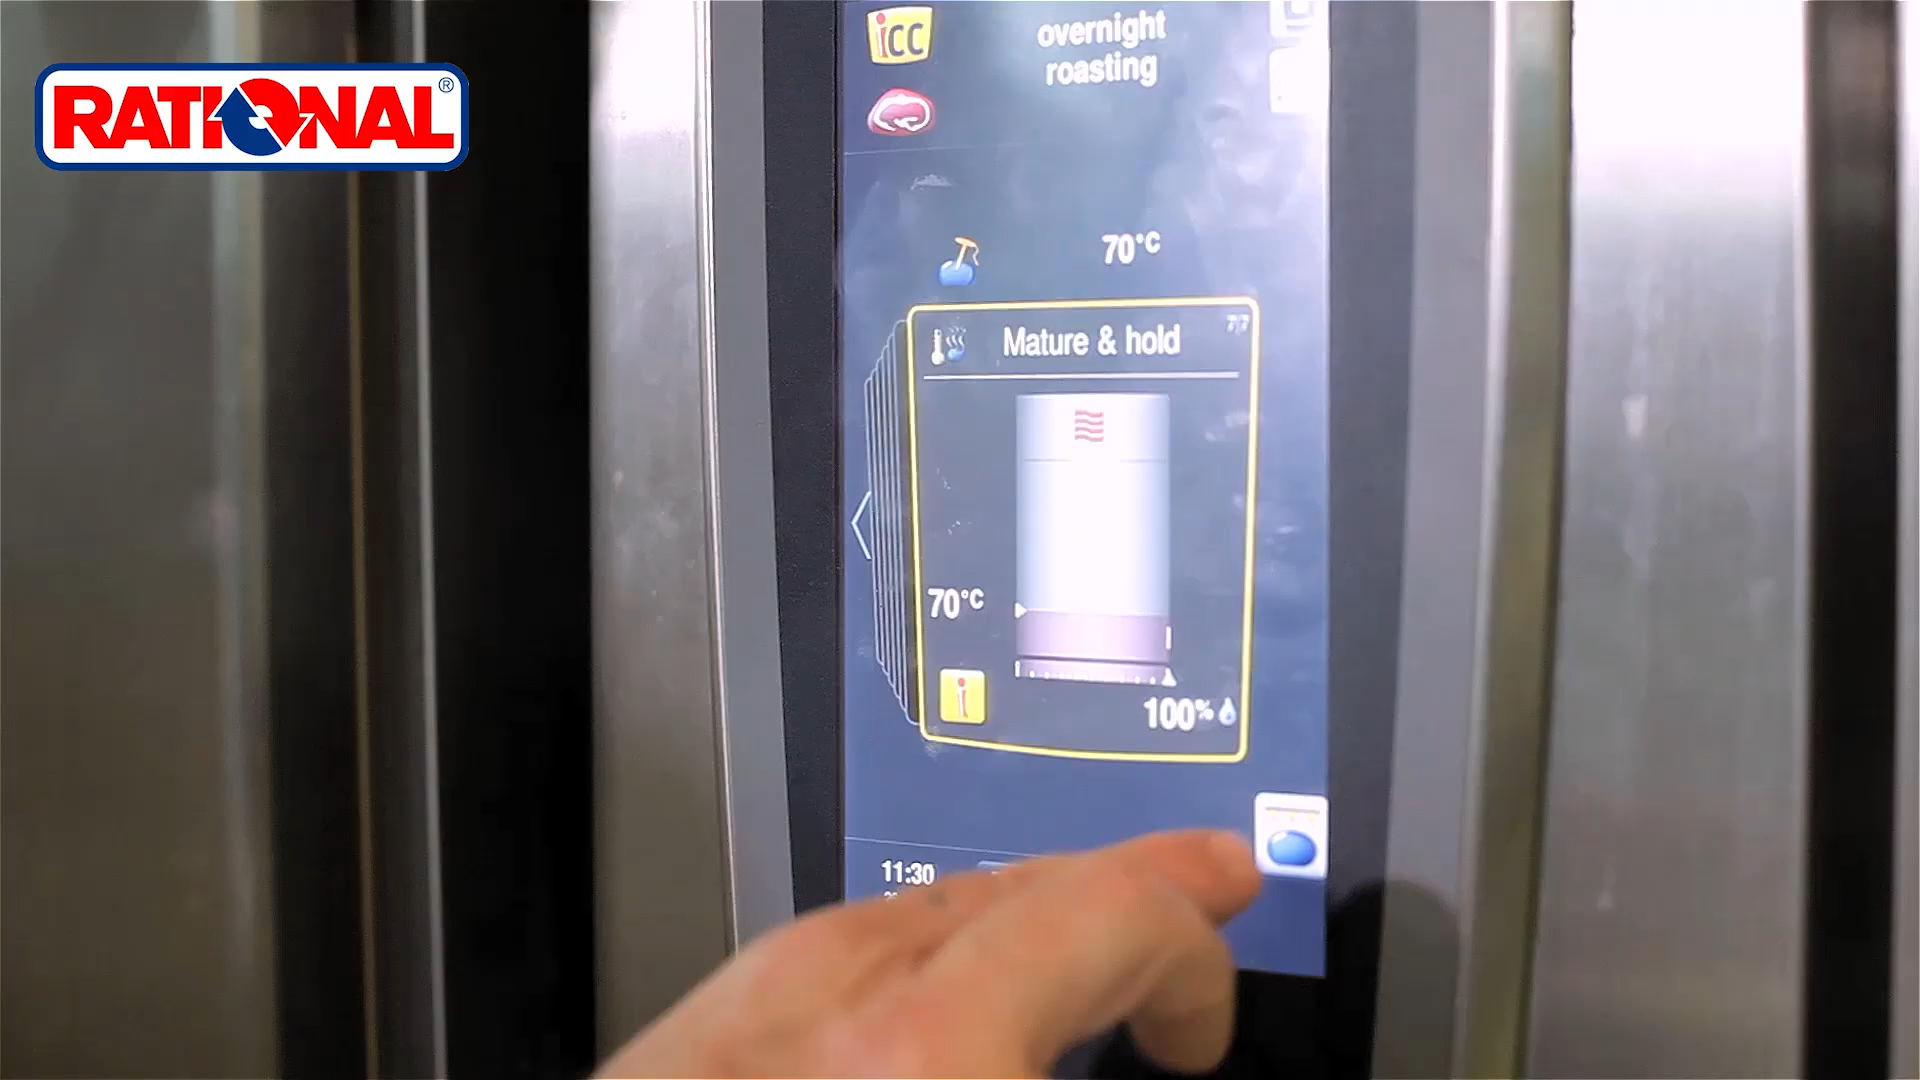 RATIONAL®
icc
overnight
roasting
70°C
Mature & hold
7/7
70°C
i
100%
11:30